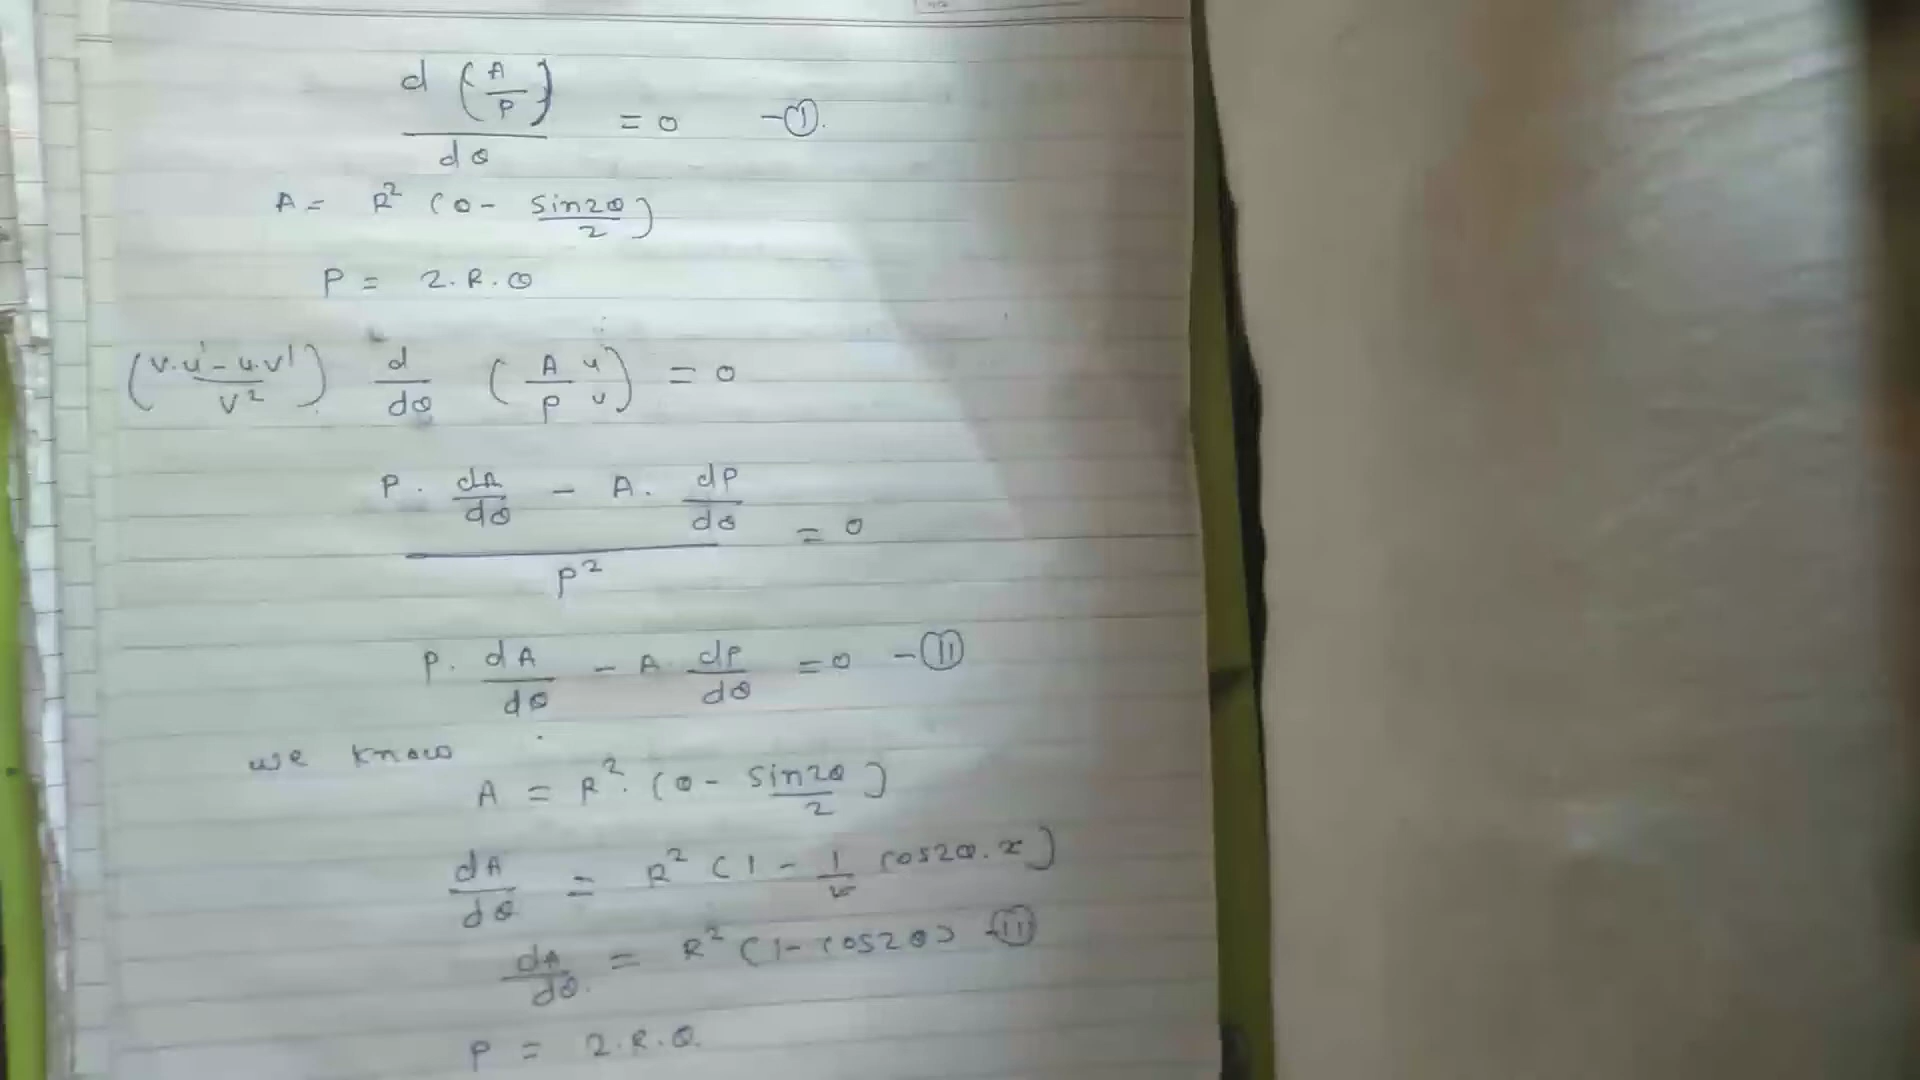 d (A/P) / dθ = 0 - (I).
A = R² (θ - sin2θ/2)
P = 2.R.θ
(v.u' - u.v' / v²) d/dθ (A/P u/v) = 0
P. dA/dθ - A. dP/dθ / P² = 0
P. dA/dθ - A. dP/dθ = 0 - (II)
we know
A = R². (θ - sin2θ/2)
dA/dθ = R² (1 - 1/2 cos2θ.2)
dA/dθ. = R² (1 - cos2θ) - (III)
P = 2.R.θ.